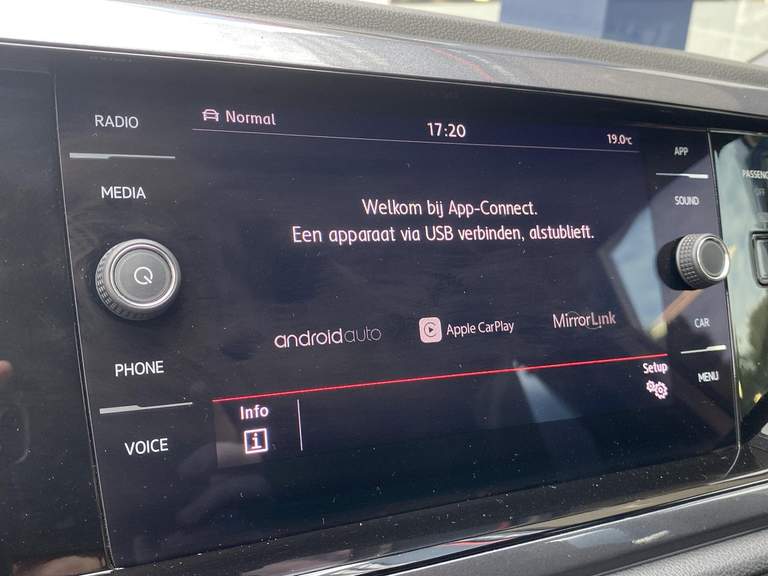 RADIO
MEDIA
PHONE
VOICE
Normal
17:20
19.0°C
Welkom bij App-Connect.
Een apparaat via USB verbinden, alstublieft.
androidauto
Apple CarPlay
MirrorLink
Setup
Info
i
APP
SOUND
CAR
MENU
OFF